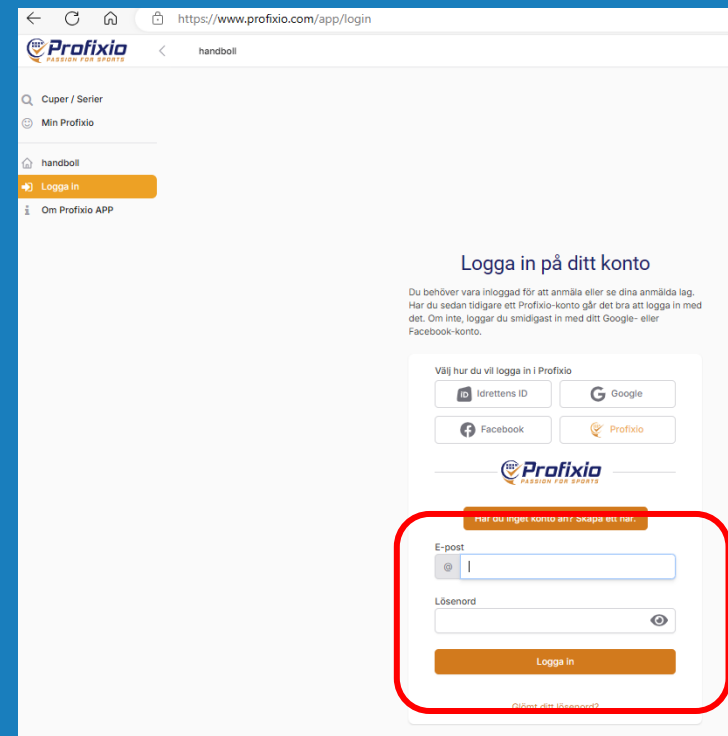 https://www.profixio.com/app/login
Profixio
PASSION FOR SPORTS
handboll
Cuper / Serier
Min Profixio
handboll
Logga in
Om Profixio APP
Logga in på ditt konto
Du behöver vara inloggad för att anmäla eller se dina anmälda lag.
Har du sedan tidigare ett Profixio-konto går det bra att logga in med
det. Om inte, loggar du smidigast in med ditt Google- eller
Facebook-konto.
Välj hur du vil logga in i Profixio
ID Idrettens ID
G Google
Facebook
Profixio
Profixio
PASSION FOR SPORTS
Har du inget konto än? Skapa ett här.
E-post
@
Lösenord
Logga in
Glömt ditt lösenord?